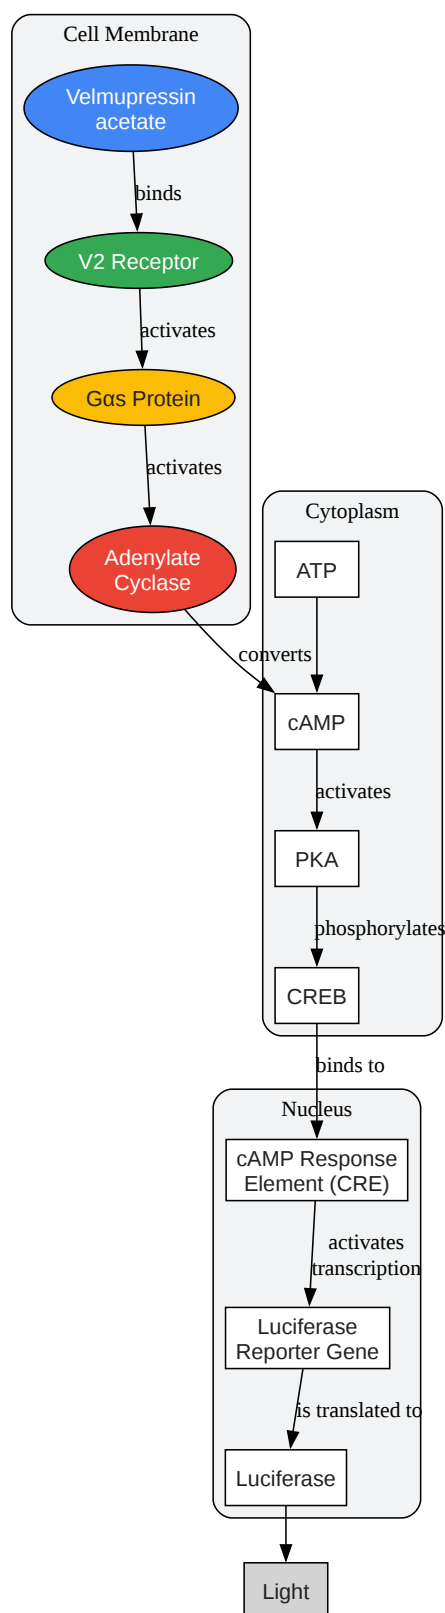 Cell Membrane
Velmupressin
acetate
binds
V2 Receptor
activates
Gαs Protein
activates
Adenylate
Cyclase
Cytoplasm
ATP
converts
cAMP
activates
PKA
phosphorylates
CREB
binds to
Nucleus
cAMP Response
Element (CRE)
activates
transcription
Luciferase
Reporter Gene
is translated to
Luciferase
Light